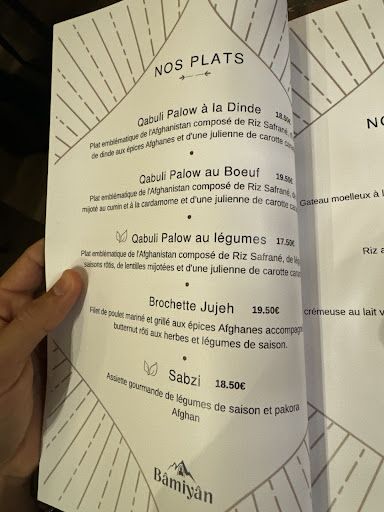 NOS PLATS
Qabuli Palow à la Dinde 18.50€
Plat emblématique de l'Afghanistan composé de Riz Safrané,
de dinde aux épices Afghanes et d'une julienne de carotte
Qabuli Palow au Boeuf 19.50€
Plat emblématique de l'Afghanistan composé de Riz Safrané, de
mijoté au cumin et à la cardamome et d'une julienne de carotte
Qabuli Palow au légumes 17.50€
Plat emblématique de l'Afghanistan composé de Riz Safrané, de
saisons rôtis, de lentilles mijotées et d'une julienne de carotte
Brochette Jujeh 19.50€
Filet de poulet mariné et grillé aux épices Afghanes accompagné
butternut rôti aux herbes et légumes de saison.
Sabzi 18.50€
Assiette gourmande de légumes de saison et pakora
Afghan
Bâmiyân
NO
Gateau moelleux à l
Riz a
crémeuse au lait v